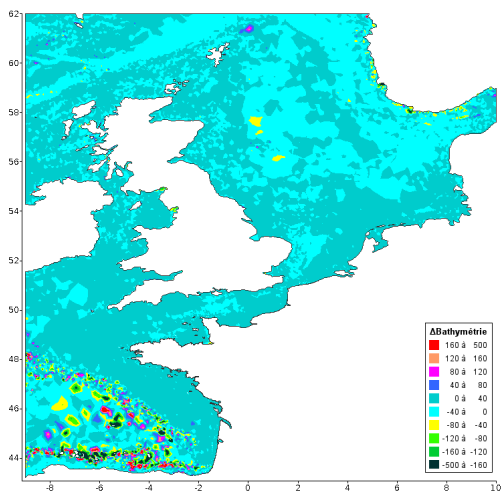 62
60
58
56
54
52
50
48
46
44
-8
-6
-4
-2
0
2
4
6
8
10
ΔBathymétrie
160 à 500
120 à 160
80 à 120
40 à 80
0 à 40
-40 à 0
-80 à -40
-120 à -80
-160 à -120
-500 à -160